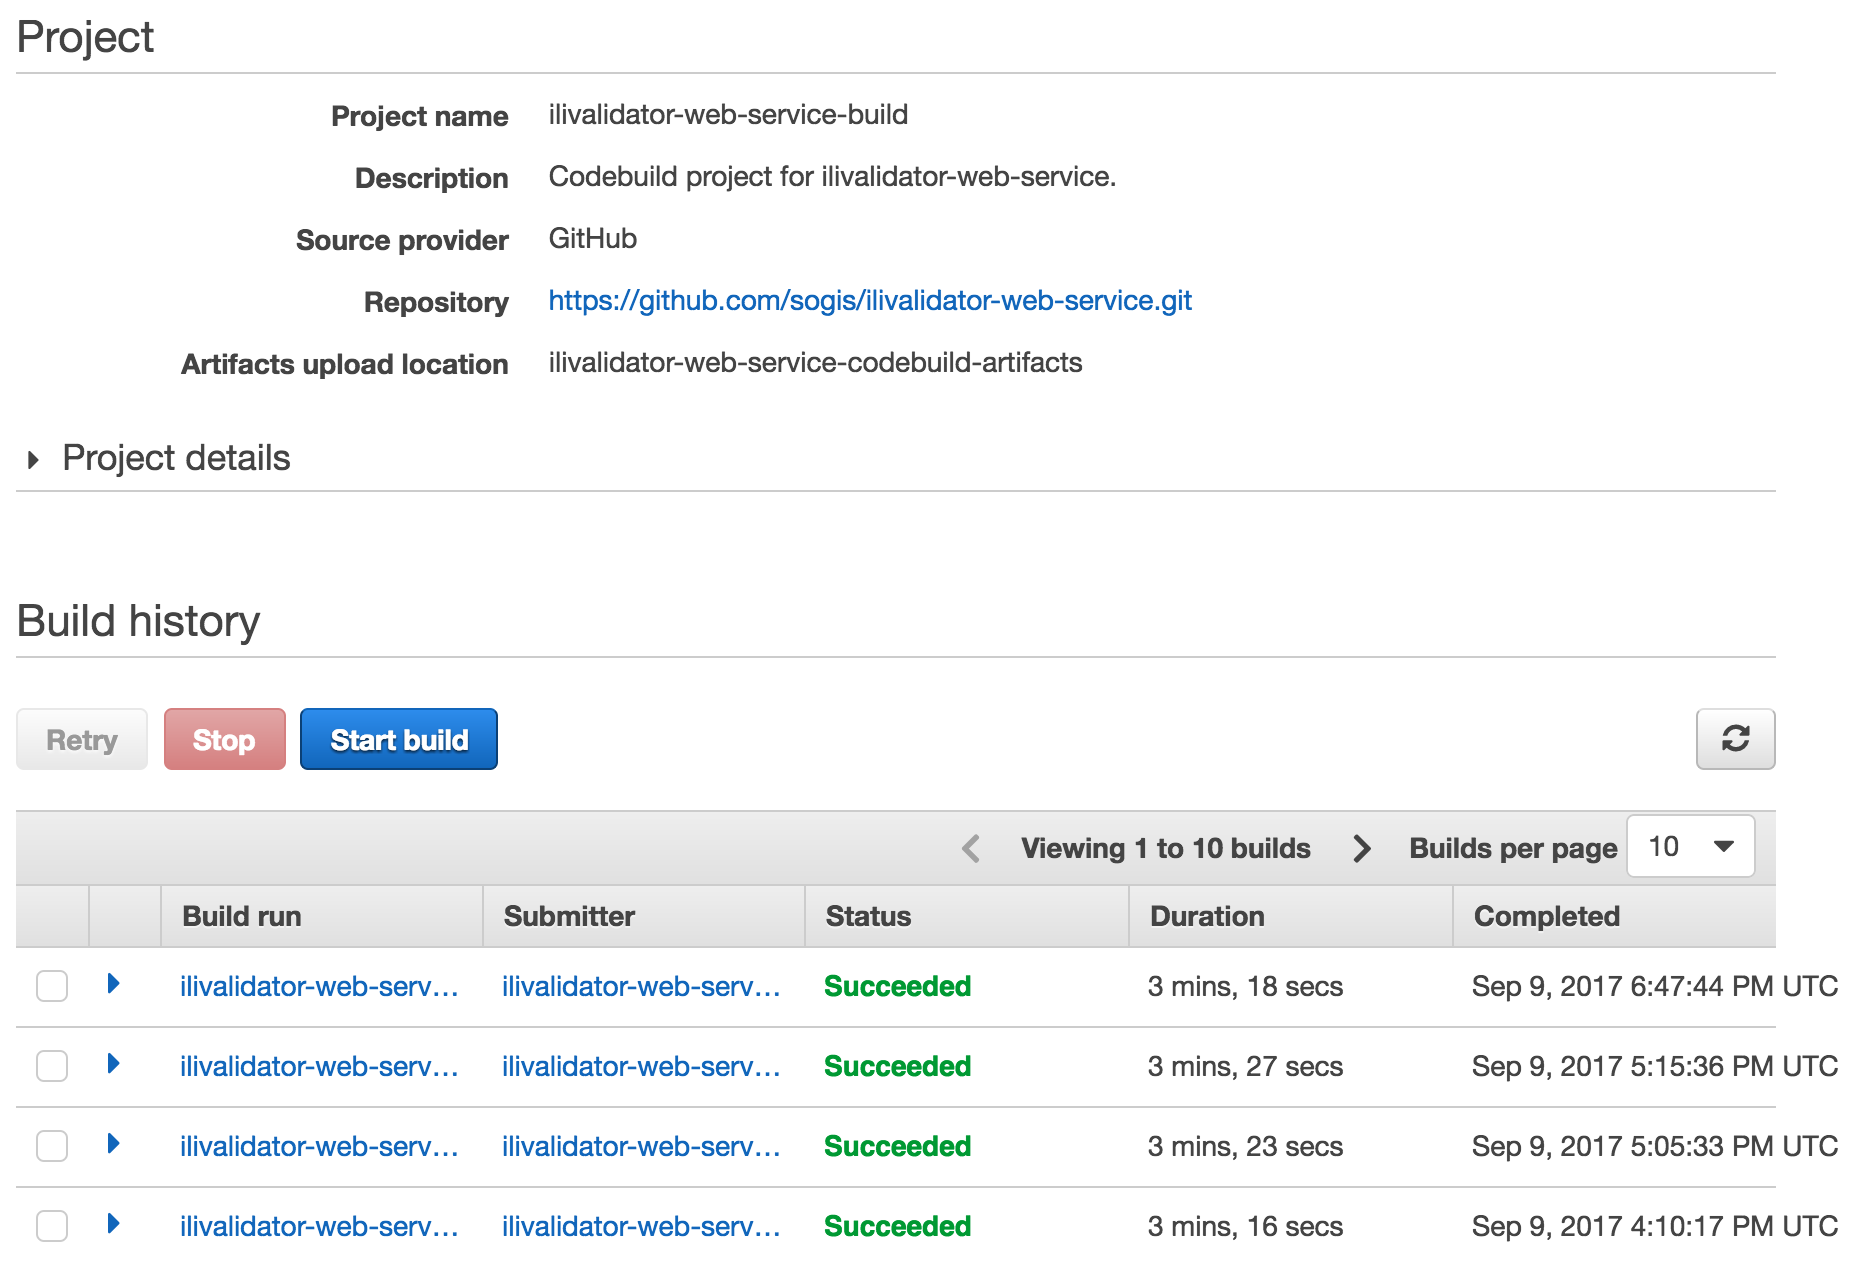 Project
Project name ilivalidator-web-service-build
Description Codebuild project for ilivalidator-web-service.
Source provider GitHub
Repository https://github.com/sogis/ilivalidator-web-service.git
Artifacts upload location ilivalidator-web-service-codebuild-artifacts
Project details
Build history
Retry Stop Start build
Viewing 1 to 10 builds Builds per page 10
Build run Submitter Status Duration Completed
ilivalidator-web-serv... ilivalidator-web-serv... Succeeded 3 mins, 18 secs Sep 9, 2017 6:47:44 PM UTC
ilivalidator-web-serv... ilivalidator-web-serv... Succeeded 3 mins, 27 secs Sep 9, 2017 5:15:36 PM UTC
ilivalidator-web-serv... ilivalidator-web-serv... Succeeded 3 mins, 23 secs Sep 9, 2017 5:05:33 PM UTC
ilivalidator-web-serv... ilivalidator-web-serv... Succeeded 3 mins, 16 secs Sep 9, 2017 4:10:17 PM UTC